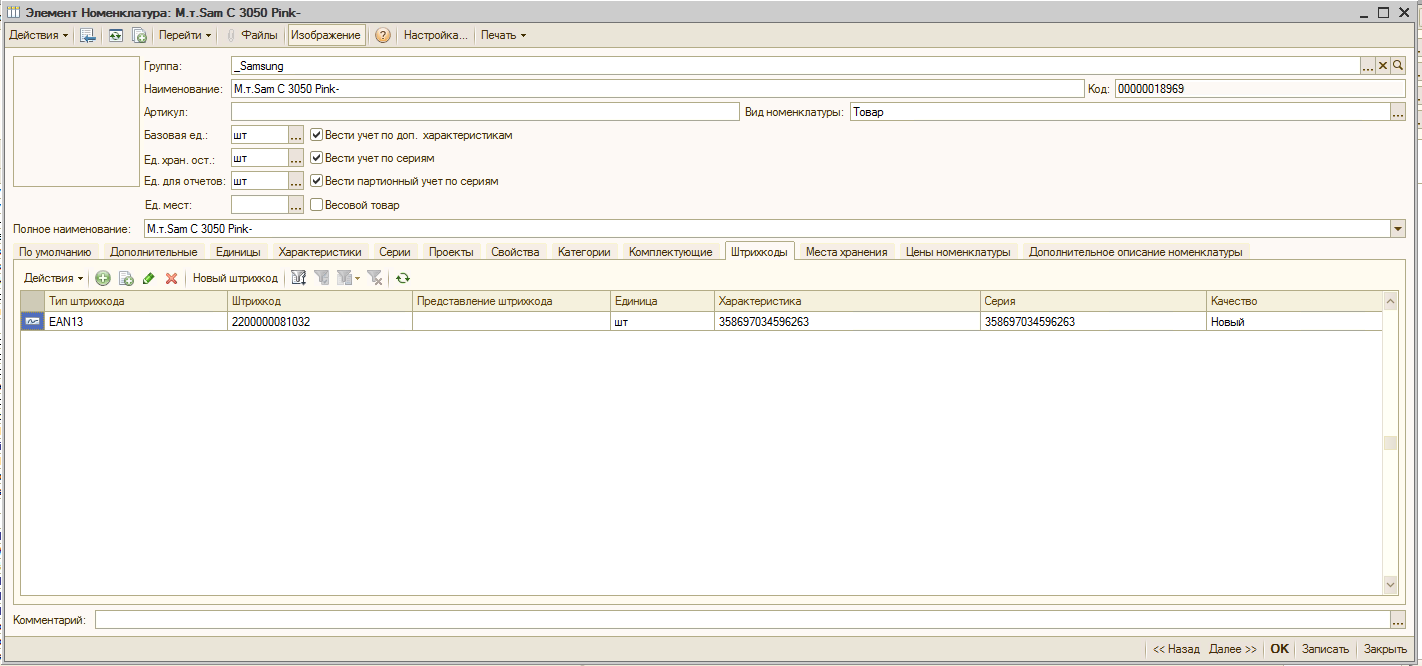 Элемент Номенклатура: М.т.Sam C 3050 Pink-
Действия Перейти Файлы Изображение ? Настройка... Печать
Группа: _Samsung ...
Наименование: М.т.Sam C 3050 Pink- Код: 00000018969
Артикул: Вид номенклатуры: Товар ...
Базовая ед.: шт ... Вести учет по доп. характеристикам
Ед. хран. ост.: шт ... Вести учет по сериям
Ед. для отчетов: шт ... Вести партионный учет по сериям
Ед. мест: ... Весовой товар
Полное наименование: М.т.Sam C 3050 Pink-
По умолчанию Дополнительные Единицы Характеристики Серии Проекты Свойства Категории Комплектующие Штрихкоды Места хранения Цены номенклатуры Дополнительное описание номенклатуры
Действия Новый штрихкод
Тип штрихкода Штрихкод Представление штрихкода Единица Характеристика Серия Качество
EAN13 2200000081032 шт 358697034596263 358697034596263 Новый
Комментарий: ...
<< Назад Далее >> OK Записать Закрыть